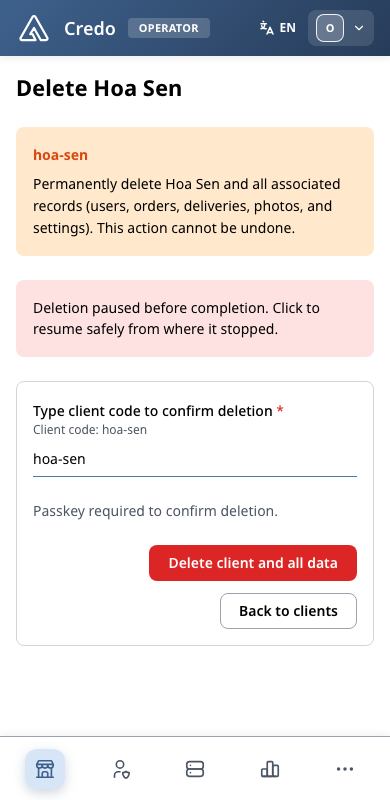 Credo
OPERATOR
EN
O
Delete Hoa Sen
hoa-sen
Permanently delete Hoa Sen and all associated
records (users, orders, deliveries, photos, and
settings). This action cannot be undone.
Deletion paused before completion. Click to
resume safely from where it stopped.
Type client code to confirm deletion *
Client code: hoa-sen
hoa-sen
Passkey required to confirm deletion.
Delete client and all data
Back to clients